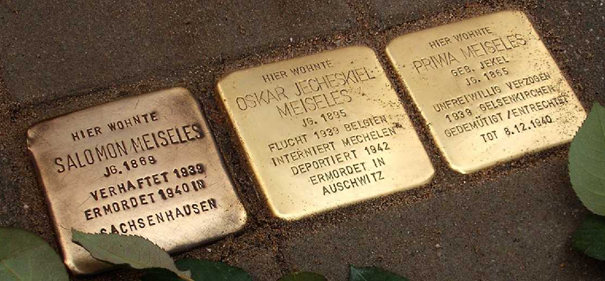 HIER WOHNTE
SALOMON MEISELES
JG. 1869
VERHAFTET 1939
ERMORDET 1940 IN
SACHSENHAUSEN
HIER WOHNTE
OSKAR JECHESKIEL
MEISELES
JG. 1895
FLUCHT 1939 BELGIEN
INTERNIERT MECHELEN
DEPORTIERT 1942
ERMORDET IN
AUSCHWITZ
HIER WOHNTE
PRIWA MEISELES
GEB. JEKEL
JG. 1865
UNFREIWILLIG VERZOGEN
1939 GELSENKIRCHEN
GEDEMÜTIGT/ENTRECHTET
TOT 8.12.1940